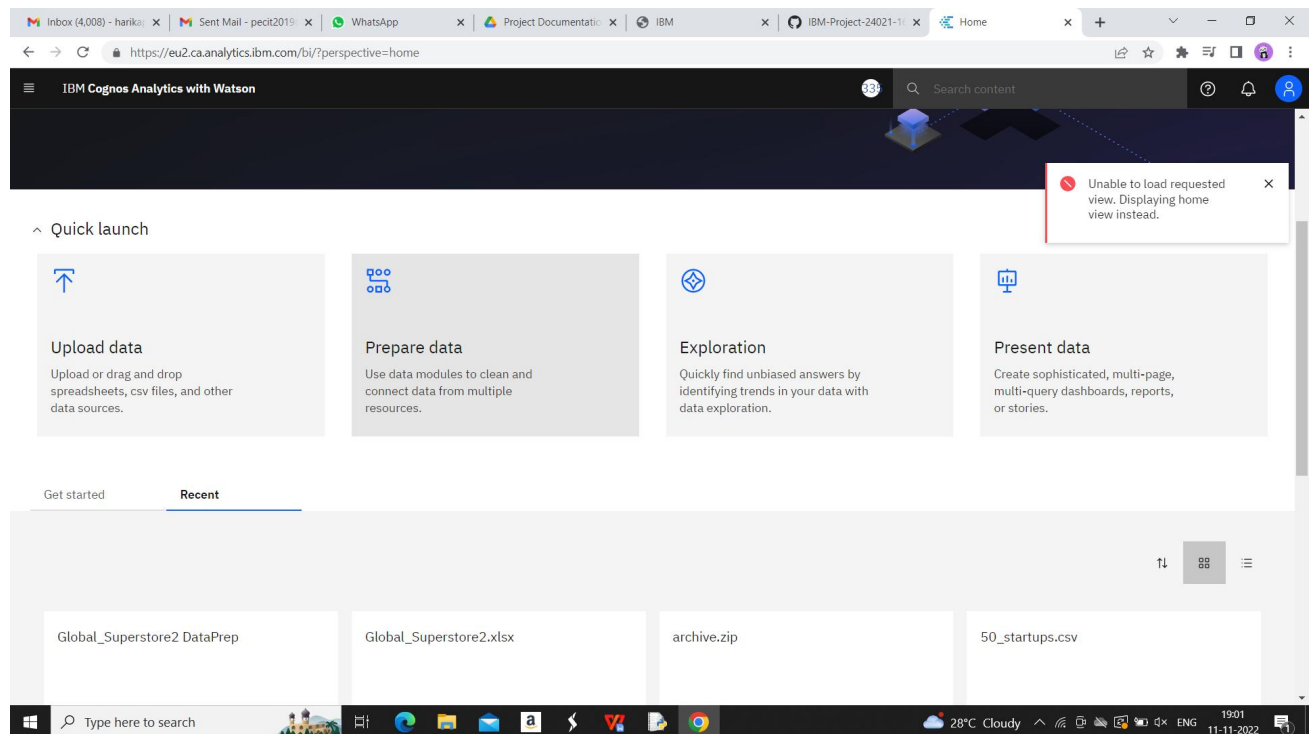 Inbox (4,008) - harika
Sent Mail - pecit2019
WhatsApp
Project Documentatio
IBM
IBM-Project-24021-1
Home
https://eu2.ca.analytics.ibm.com/bi/?perspective=home
IBM Cognos Analytics with Watson
335
Search content
Unable to load requested
view. Displaying home
view instead.
Quick launch
Upload data
Upload or drag and drop
spreadsheets, csv files, and other
data sources.
Prepare data
Use data modules to clean and
connect data from multiple
resources.
Exploration
Quickly find unbiased answers by
identifying trends in your data with
data exploration.
Present data
Create sophisticated, multi-page,
multi-query dashboards, reports,
or stories.
Get started
Recent
Global_Superstore2 DataPrep
Global_Superstore2.xlsx
archive.zip
50_startups.csv
Type here to search
28°C Cloudy
ENG
19:01
11-11-2022